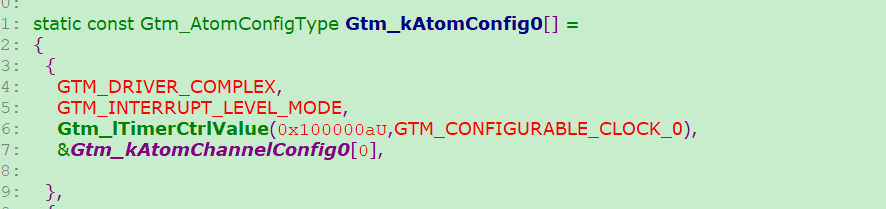 0:
1: static const Gtm_AtomConfigType Gtm_kAtomConfig0[] =
2: {
3: {
4: GTM_DRIVER_COMPLEX,
5: GTM_INTERRUPT_LEVEL_MODE,
6: Gtm_lTimerCtrlValue(0x100000aU,GTM_CONFIGURABLE_CLOCK_0),
7: &Gtm_kAtomChannelConfig0[0],
8:
9: },